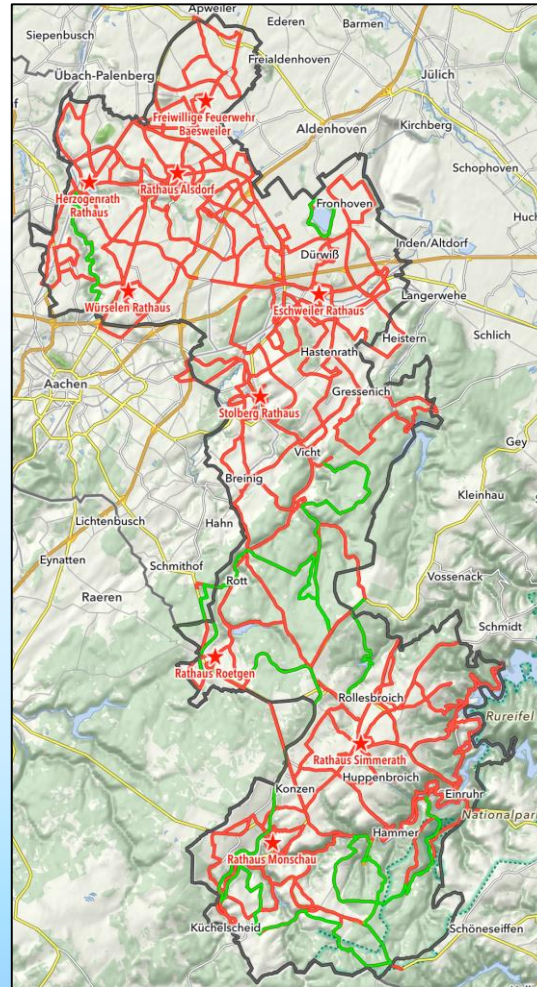 Apweiler
Siepenbusch
Ederen
Barmen
Freialdenhoven
Übach-Palenberg
Jülich
Freiwillige Feuerwehr
Baesweiler
Aldenhoven
Kirchberg
Rathaus Alsdorf
Schophoven
Herzogenrath
Rathaus
Fronhoven
Huch
Inden/Altdorf
Dürwiß
Würselen Rathaus
Eschweiler Rathaus
Langerwehe
Heistern
Schlich
Hastenrath
Aachen
Gressenich
Stolberg Rathaus
Gey
Vicht
Breinig
Kleinhau
Lichtenbusch
Hahn
Eynatten
Schmithof
Rott
Vossenack
Raeren
Schmidt
Rathaus Roetgen
Rollesbroich
Rureifel
Rathaus Simmerath
Huppenbroich
Konzen
Einruhr
Nationalpark
Hammer
Rathaus Monschau
Küchelscheid
Schöneseiffen